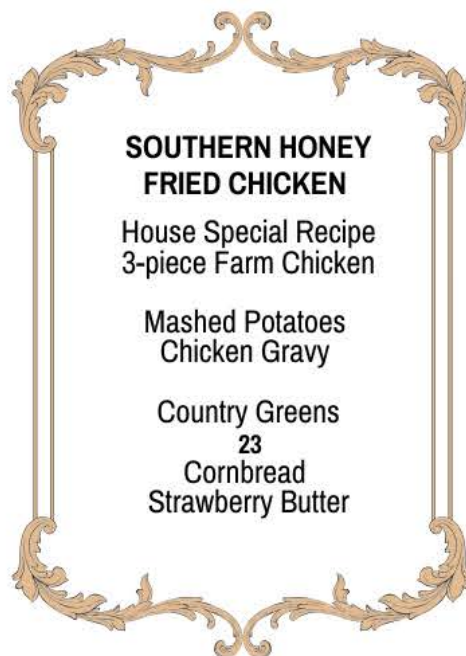 SOUTHERN HONEY
FRIED CHICKEN
House Special Recipe
3-piece Farm Chicken
Mashed Potatoes
Chicken Gravy
Country Greens
23
Cornbread
Strawberry Butter